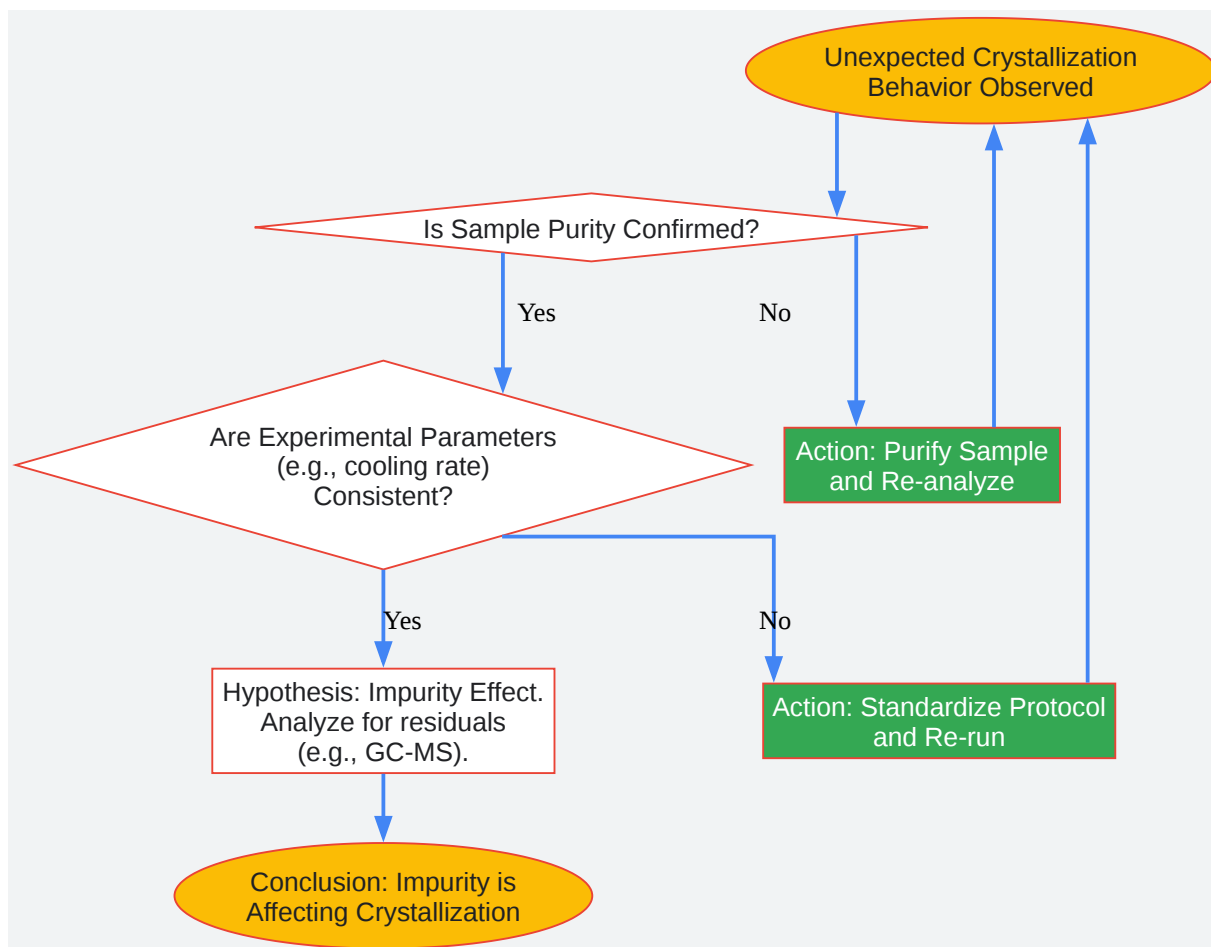 Unexpected Crystallization
Behavior Observed
Is Sample Purity Confirmed?
Yes
No
Are Experimental Parameters
(e.g., cooling rate)
Consistent?
Action: Purify Sample
and Re-analyze
Yes
No
Hypothesis: Impurity Effect.
Analyze for residuals
(e.g., GC-MS).
Action: Standardize Protocol
and Re-run
Conclusion: Impurity is
Affecting Crystallization